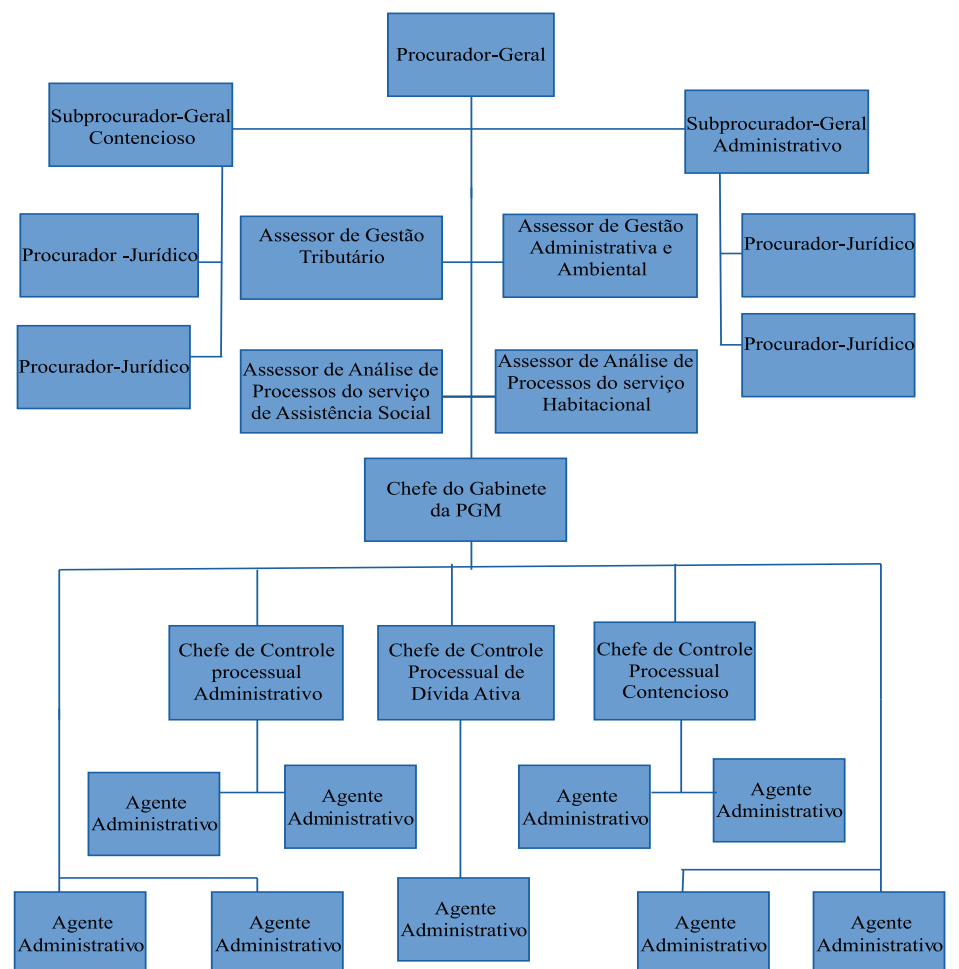 Procurador-Geral
Subprocurador-Geral
Contencioso
Subprocurador-Geral
Administrativo
Procurador -Jurídico
Assessor de Gestão
Tributário
Assessor de Gestão
Administrativa e
Ambiental
Procurador-Jurídico
Procurador-Jurídico
Assessor de Análise de
Processos do serviço
de Assistência Social
Assessor de Análise de
Processos do serviço
Habitacional
Procurador-Jurídico
Chefe do Gabinete
da PGM
Chefe de Controle
processual
Administrativo
Chefe de Controle
Processual de
Dívida Ativa
Chefe de Controle
Processual
Contencioso
Agente
Administrativo
Agente
Administrativo
Agente
Administrativo
Agente
Administrativo
Agente
Administrativo
Agente
Administrativo
Agente
Administrativo
Agente
Administrativo
Agente
Administrativo